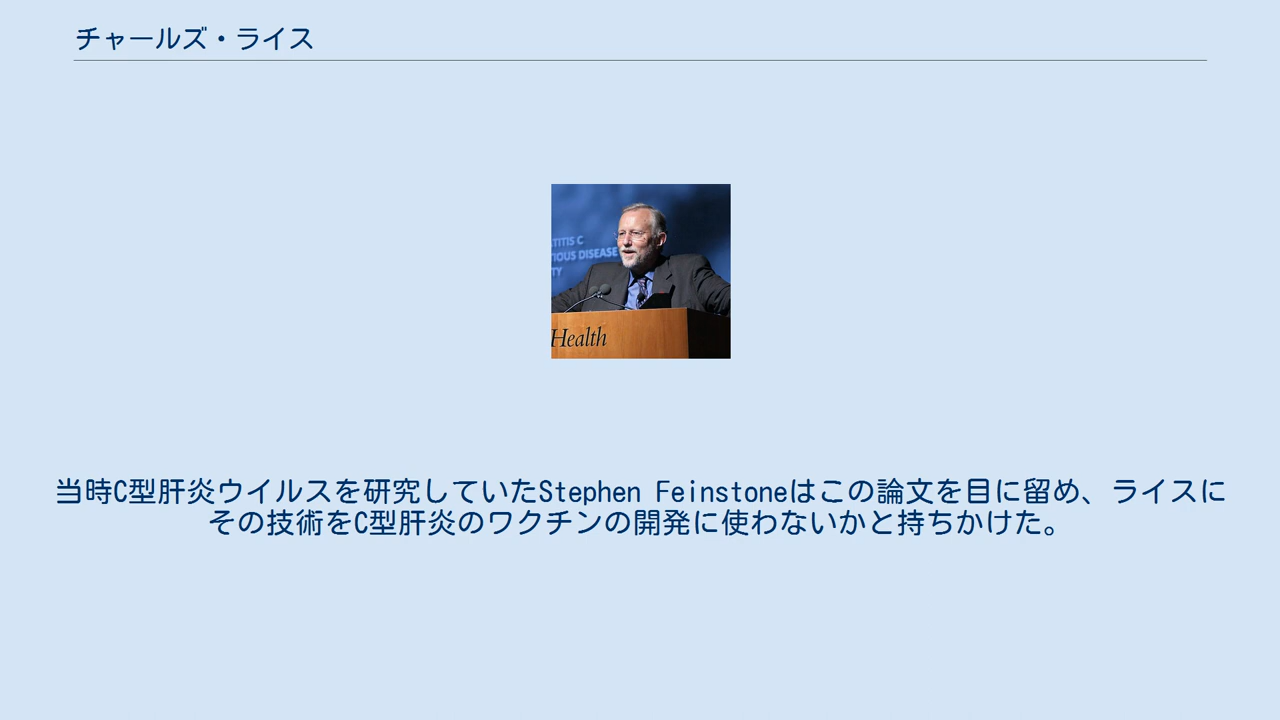 チャールズ・ライス
TITIS C
TIOUS DISEASE
TY
Health
当時C型肝炎ウイルスを研究していたStephen Feinstoneはこの論文を目に留め、ライスに
その技術をC型肝炎のワクチンの開発に使わないかと持ちかけた。